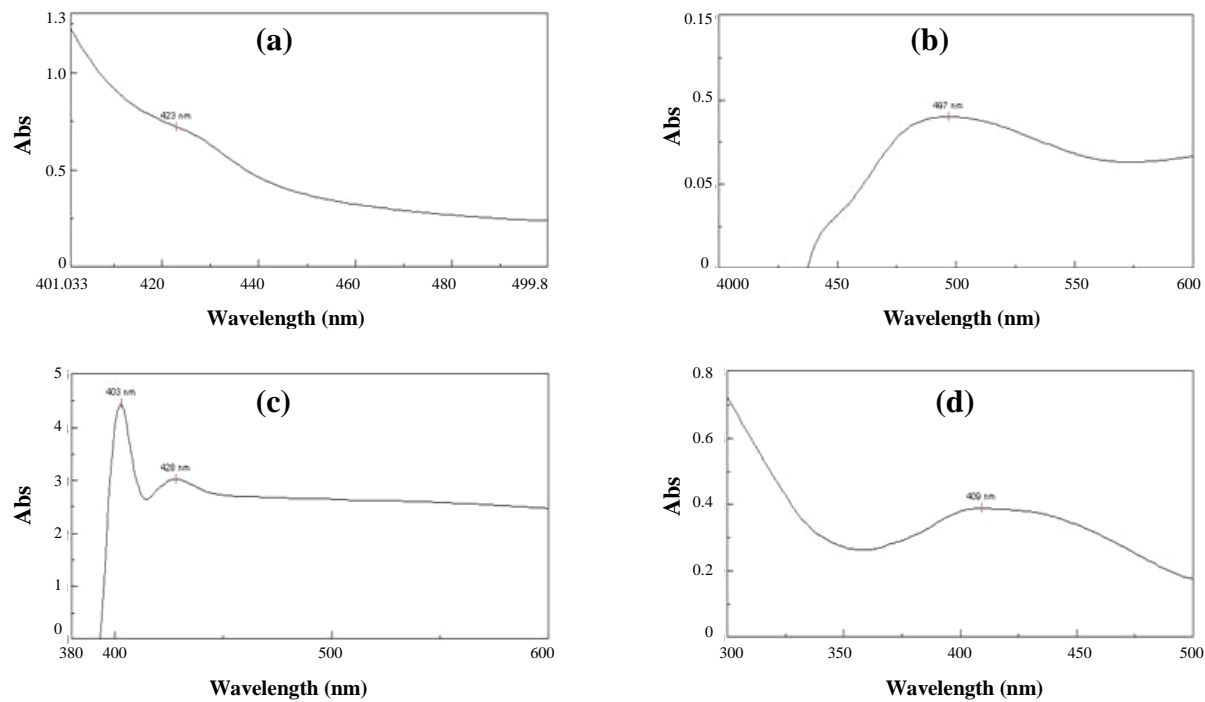 (a)
1.3
1.0
0.5
0
Abs
423 nm
401.033 420 440 460 480 499.8
Wavelength (nm)
(b)
0.15
0.5
0.05
0
Abs
497 nm
4000 450 500 550 600
Wavelength (nm)
(c)
5
4
3
2
1
0
Abs
403 nm
428 nm
380 400 500 600
Wavelength (nm)
(d)
0.8
0.6
0.4
0.2
0
Abs
409 nm
300 350 400 450 500
Wavelength (nm)